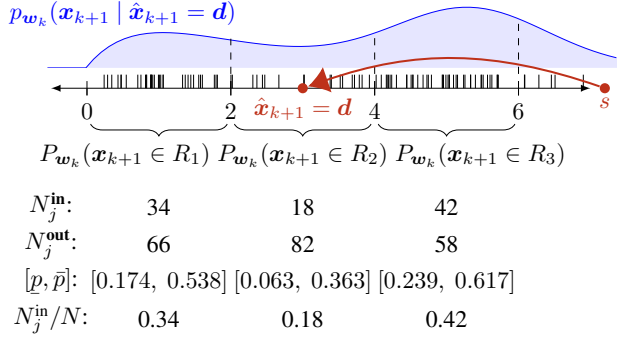 p_{w_k}(x_{k+1} | x̂_{k+1} = d)
0 2 4 6
x̂_{k+1} = d s
P_{w_k}(x_{k+1} ∈ R_1) P_{w_k}(x_{k+1} ∈ R_2) P_{w_k}(x_{k+1} ∈ R_3)
N_j^{in}: 34 18 42
N_j^{out}: 66 82 58
[p̲, p̄]: [0.174, 0.538] [0.063, 0.363] [0.239, 0.617]
N_j^{in}/N: 0.34 0.18 0.42